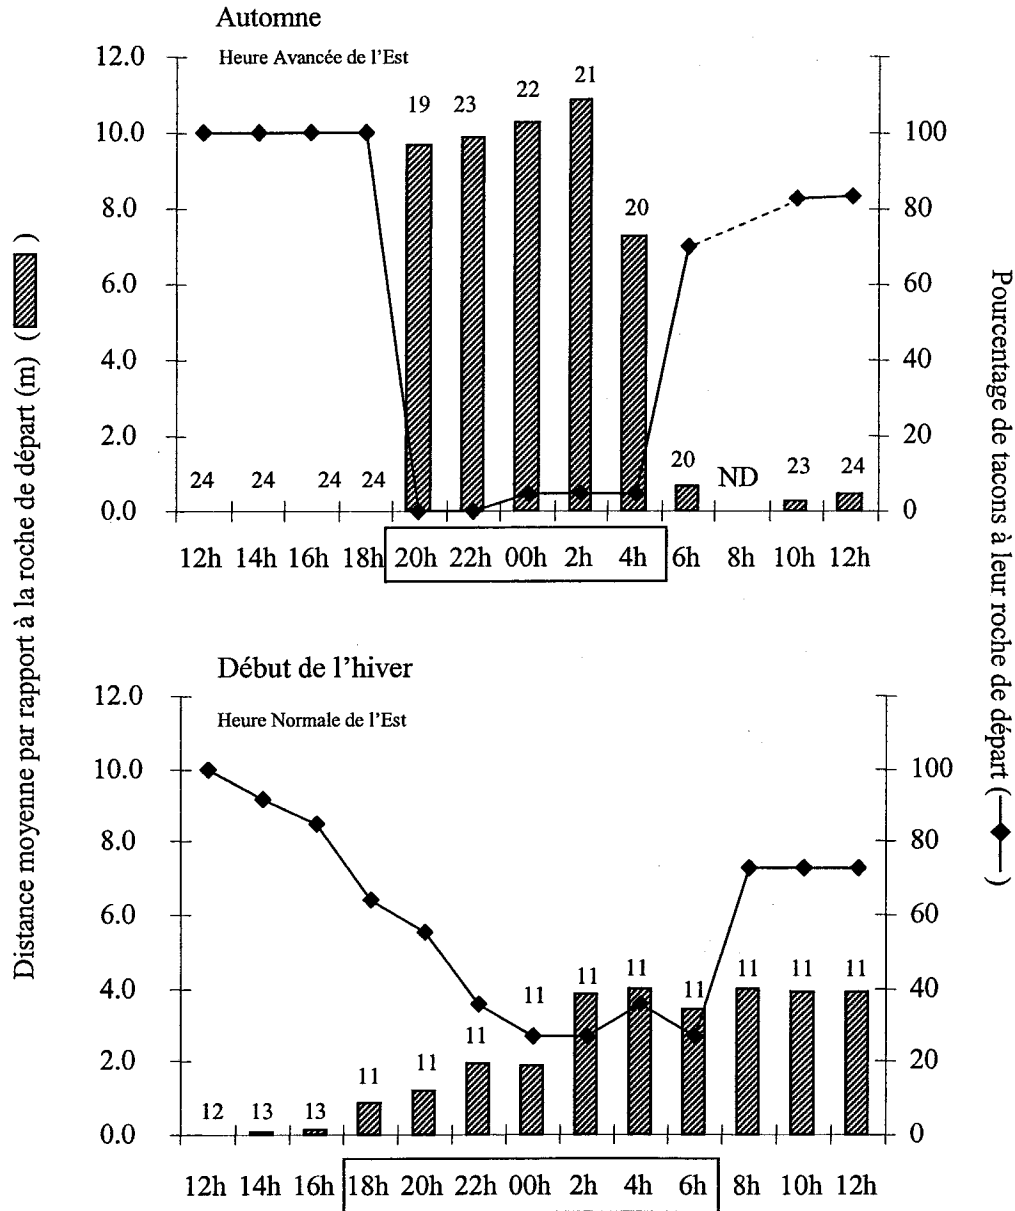 Automne
Heure Avancée de l'Est
12.0
10.0
8.0
6.0
4.0
2.0
0.0
100
80
60
40
20
0
24 24 24 24 19 23 22 21 20 20 ND 23 24
12h 14h 16h 18h 20h 22h 00h 2h 4h 6h 8h 10h 12h
Distance moyenne par rapport à la roche de départ (m) ( )
Pourcentage de tacons à leur roche de départ ( )
Début de l'hiver
Heure Normale de l'Est
12.0
10.0
8.0
6.0
4.0
2.0
0.0
100
80
60
40
20
0
12 13 13 11 11 11 11 11 11 11 11 11 11
12h 14h 16h 18h 20h 22h 00h 2h 4h 6h 8h 10h 12h